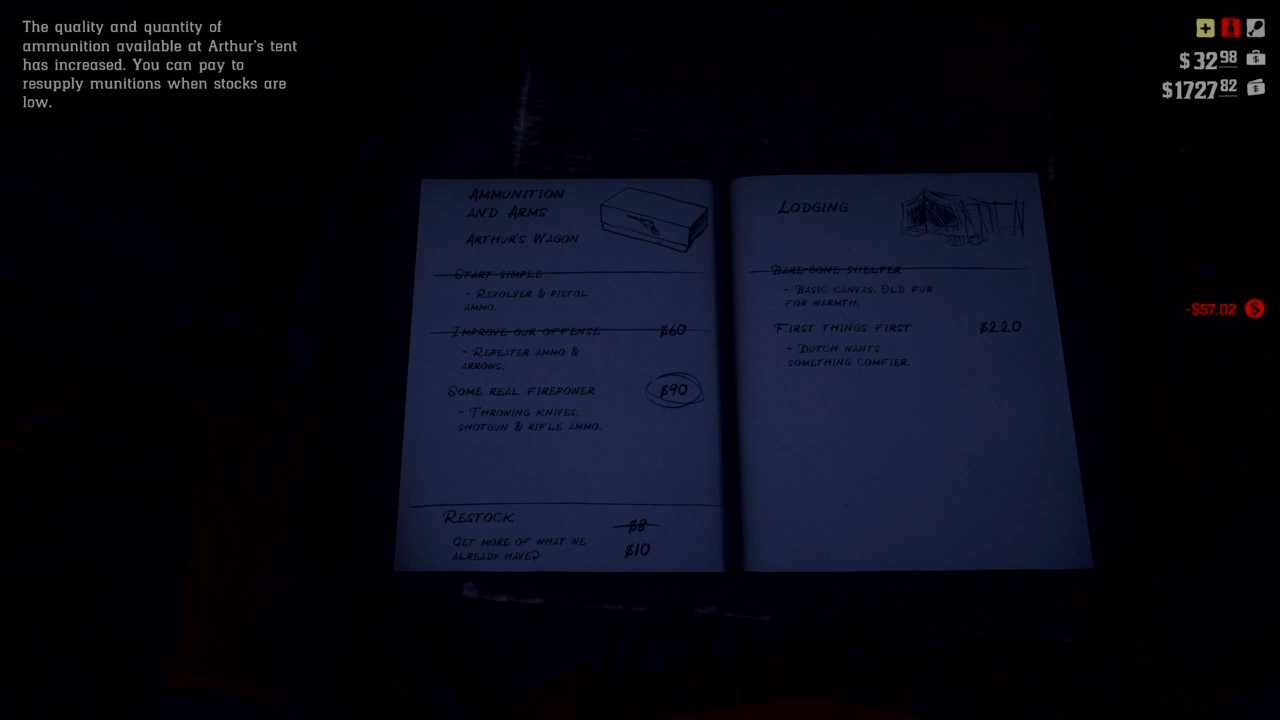 The quality and quantity of
ammunition available at Arthur's tent
has increased. You can pay to
resupply munitions when stocks are
low.
$32.98
$1727.82
-$57.02
AMMUNITION
AND ARMS
ARTHUR'S WAGON
START SIMPLE
- REVOLVER & PISTOL
AMMO.
IMPROVE OUR OFFENSE $60
- REPEATER AMMO &
ARROWS.
SOME REAL FIREPOWER $90
- THROWING KNIVES,
SHOTGUN & RIFLE AMMO.
RESTOCK $8
GET MORE OF WHAT WE
ALREADY HAVE? $10
LODGING
BARE BONE SHELTER
- BASIC CANVAS. OLD FUR
FOR WARMTH.
FIRST THINGS FIRST $220
- DUTCH WANTS
SOMETHING COMFIER.